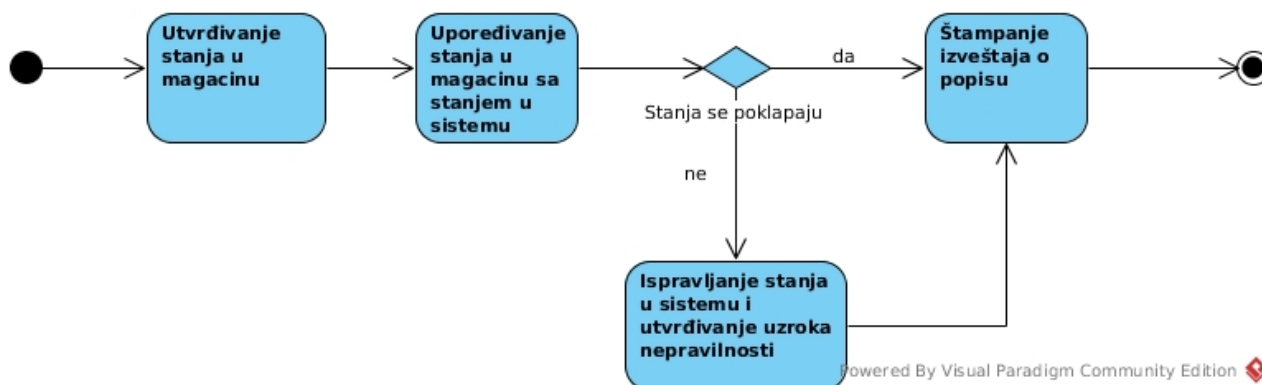 Utvrđivanje
stanja u
magacinu
Upoređivanje
stanja u
magacinu sa
stanjem u
sistemu
da
Stanja se poklapaju
ne
Štampanje
izveštaja o
popisu
Ispravljanje stanja
u sistemu i
utvrđivanje uzroka
nepravilnosti
Powered By Visual Paradigm Community Edition